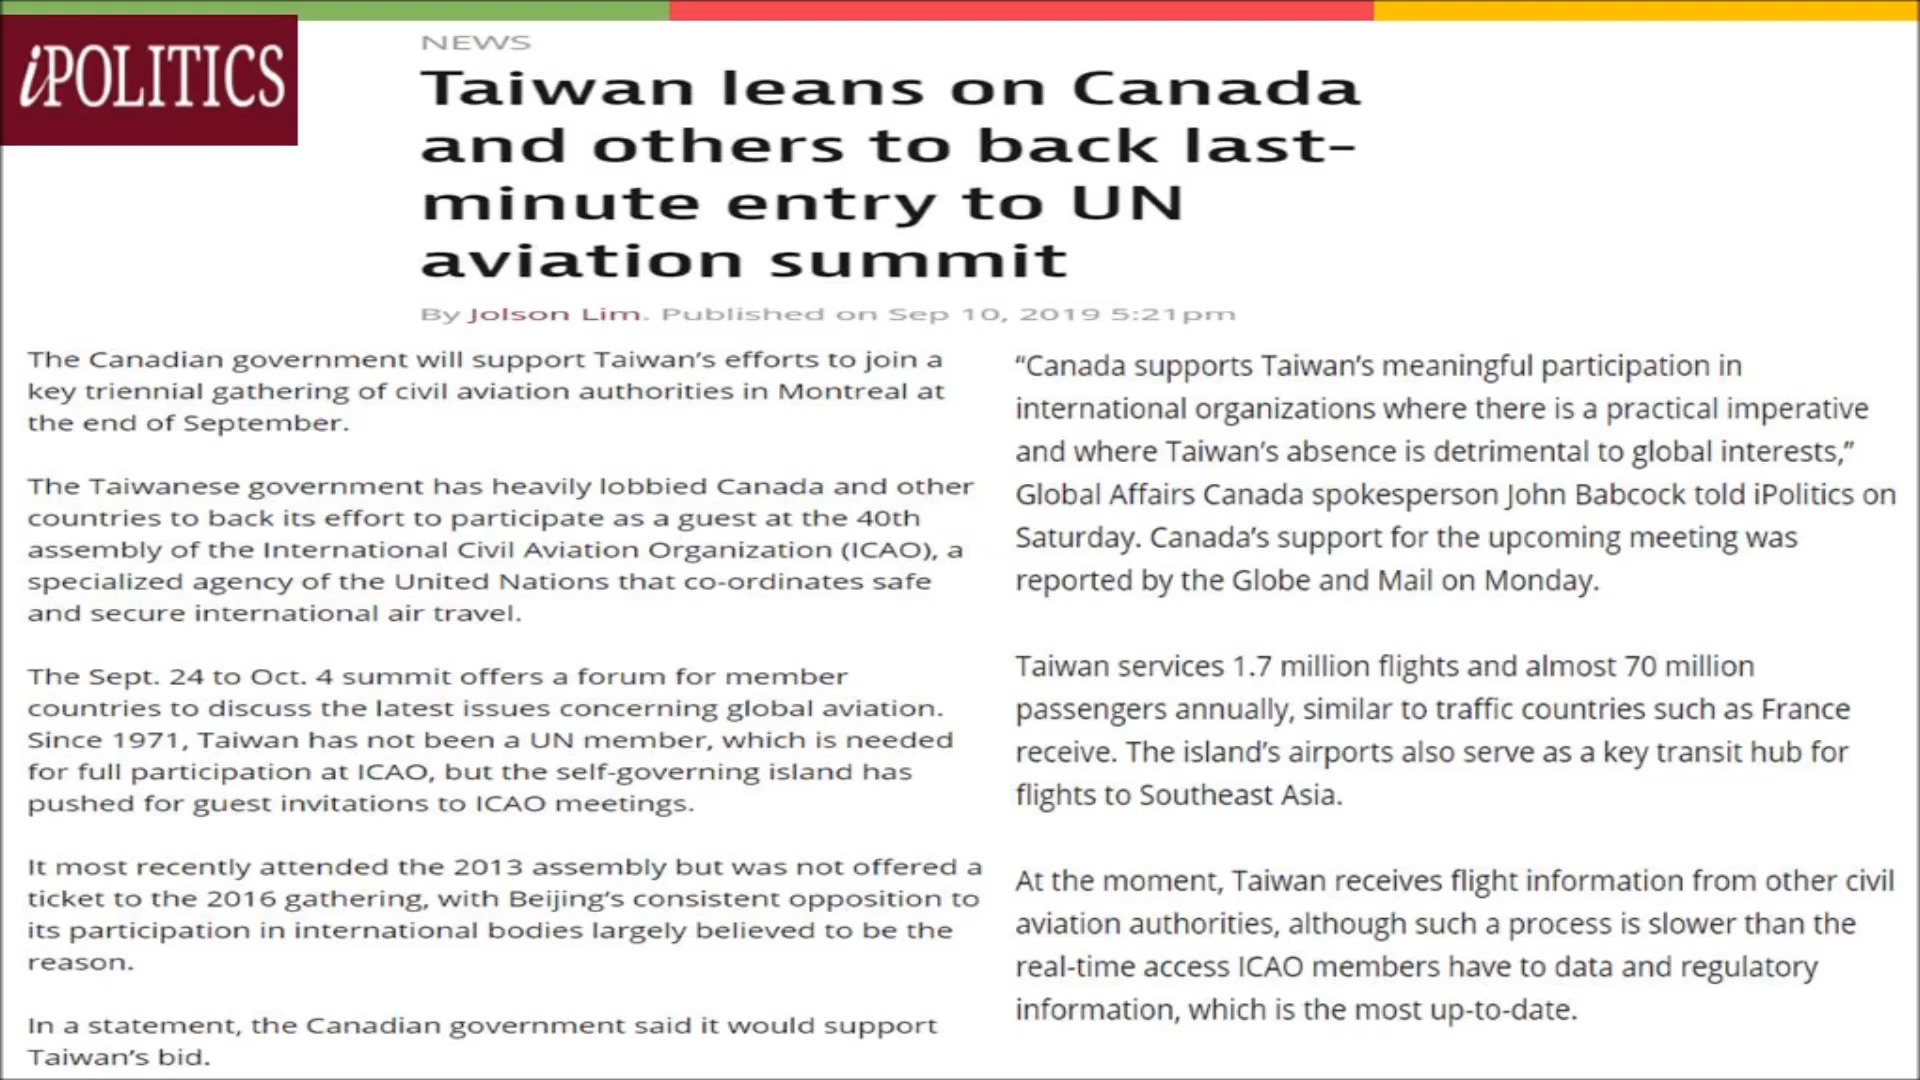 iPOLITICS
NEWS
Taiwan leans on Canada
and others to back last-
minute entry to UN
aviation summit
By Jolson Lim. Published on Sep 10, 2019 5:21pm
The Canadian government will support Taiwan's efforts to join a
key triennial gathering of civil aviation authorities in Montreal at
the end of September.
The Taiwanese government has heavily lobbied Canada and other
countries to back its effort to participate as a guest at the 40th
assembly of the International Civil Aviation Organization (ICAO), a
specialized agency of the United Nations that co-ordinates safe
and secure international air travel.
The Sept. 24 to Oct. 4 summit offers a forum for member
countries to discuss the latest issues concerning global aviation.
Since 1971, Taiwan has not been a UN member, which is needed
for full participation at ICAO, but the self-governing island has
pushed for guest invitations to ICAO meetings.
It most recently attended the 2013 assembly but was not offered a
ticket to the 2016 gathering, with Beijing's consistent opposition to
its participation in international bodies largely believed to be the
reason.
In a statement, the Canadian government said it would support
Taiwan's bid.
“Canada supports Taiwan's meaningful participation in
international organizations where there is a practical imperative
and where Taiwan's absence is detrimental to global interests,”
Global Affairs Canada spokesperson John Babcock told iPolitics on
Saturday. Canada's support for the upcoming meeting was
reported by the Globe and Mail on Monday.
Taiwan services 1.7 million flights and almost 70 million
passengers annually, similar to traffic countries such as France
receive. The island's airports also serve as a key transit hub for
flights to Southeast Asia.
At the moment, Taiwan receives flight information from other civil
aviation authorities, although such a process is slower than the
real-time access ICAO members have to data and regulatory
information, which is the most up-to-date.